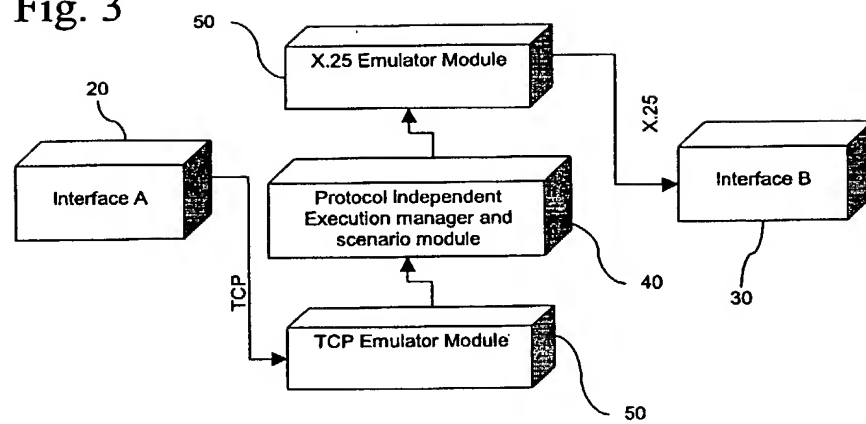 Fig. 3
50
X.25 Emulator Module
20
X.25
Interface A
Protocol Independent
Execution manager and
scenario module
Interface B
TCP
40
30
TCP Emulator Module
50